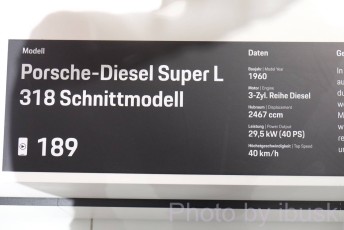 Modell
Porsche-Diesel Super L
318 Schnittmodell
189
Daten
Baujahr | Model Year
1960
Motor | Engine
3-Zyl. Reihe Diesel
Hubraum | Displacement
2467 ccm
Leistung | Power Output
29,5 kW (40 PS)
Höchstgeschwindigkeit | Top Speed
40 km/h
Photo by ibuski